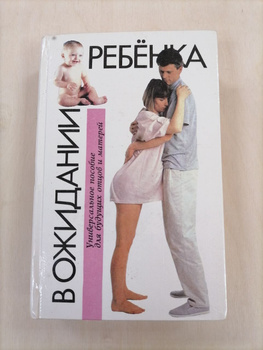 В ОЖИДАНИИ
РЕБЁНКА
Универсальное пособие
для будущих отцов и матерей